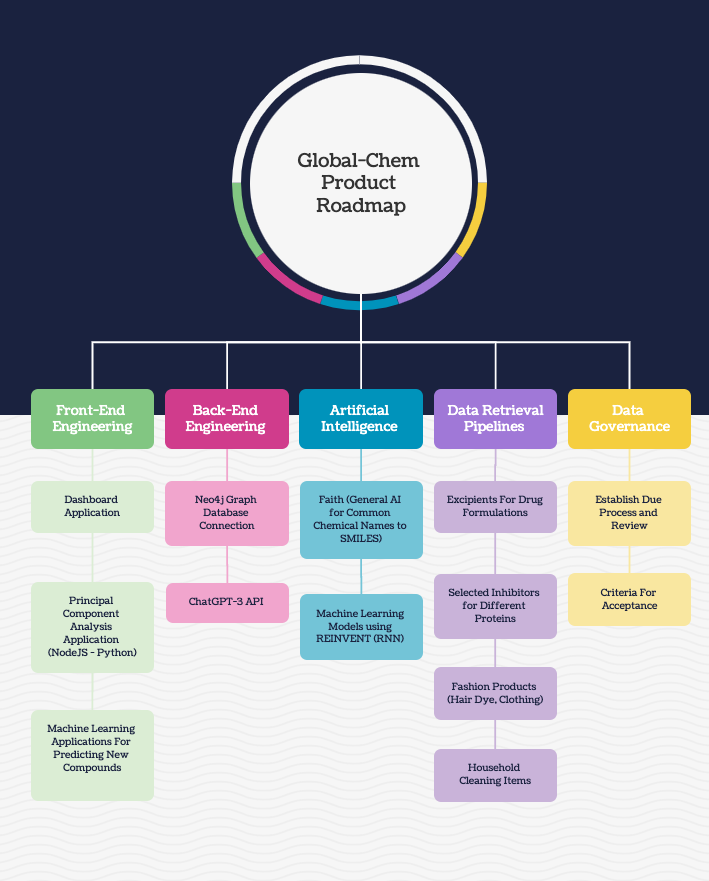 Global-Chem
Product
Roadmap
Front-End
Engineering
Back-End
Engineering
Artificial
Intelligence
Data Retrieval
Pipelines
Data
Governance
Dashboard
Application
Principal
Component
Analysis
Application
(NodeJS - Python)
Machine Learning
Applications For
Predicting New
Compounds
Neo4j Graph
Database
Connection
ChatGPT-3 API
Faith (General AI
for Common
Chemical Names to
SMILES)
Machine Learning
Models using
REINVENT (RNN)
Excipients For Drug
Formulations
Selected Inhibitors
for Different
Proteins
Fashion Products
(Hair Dye, Clothing)
Household
Cleaning Items
Establish Due
Process and
Review
Criteria For
Acceptance